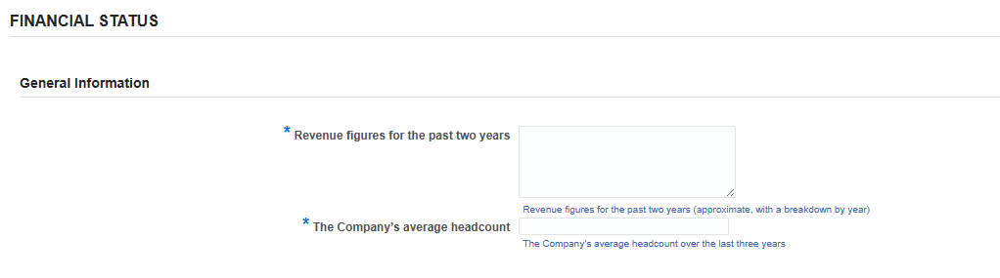 FINANCIAL STATUS
General Information
* Revenue figures for the past two years
Revenue figures for the past two years (approximate, with a breakdown by year)
* The Company's average headcount
The Company's average headcount over the last three years